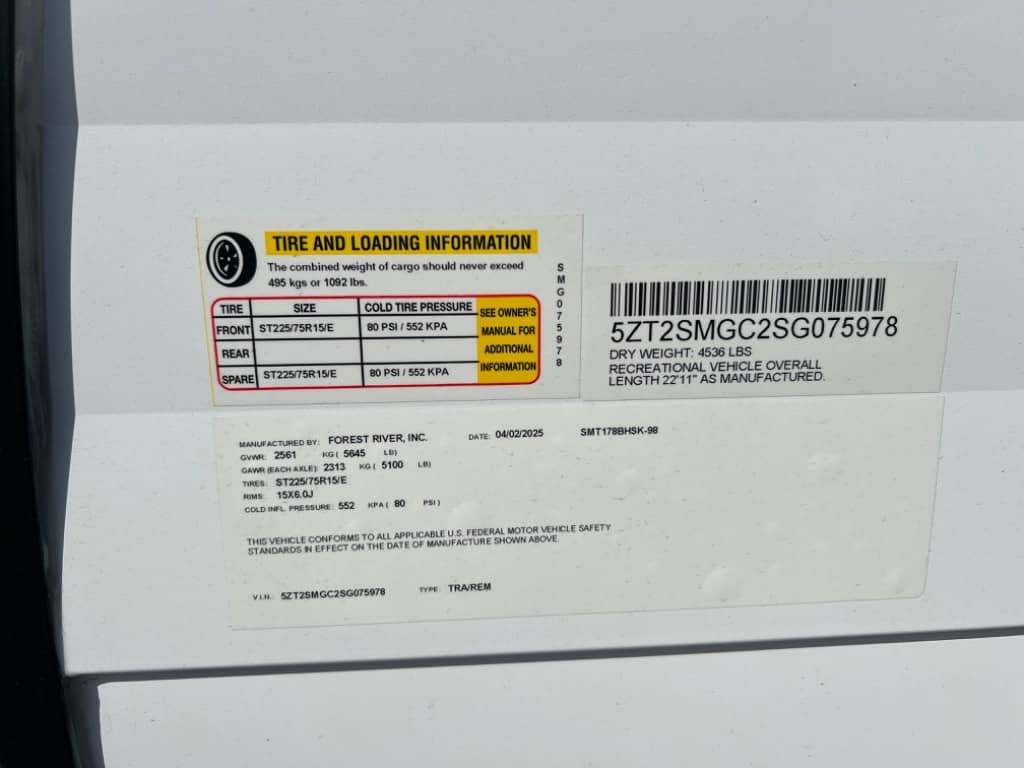 TIRE AND LOADING INFORMATION
The combined weight of cargo should never exceed
495 kgs or 1092 lbs.
TIRE SIZE COLD TIRE PRESSURE SEE OWNER'S
FRONT ST225/75R15/E 80 PSI / 552 KPA MANUAL FOR
REAR ADDITIONAL
SPARE ST225/75R15/E 80 PSI / 552 KPA INFORMATION
SMG075978
5ZT2SMGC2SG075978
DRY WEIGHT: 4536 LBS
RECREATIONAL VEHICLE OVERALL
LENGTH 22'11" AS MANUFACTURED.
MANUFACTURED BY: FOREST RIVER, INC. DATE: 04/02/2025 SMT178BHSK-98
GVWR: 2561 KG ( 5645 LB)
GAWR (EACH AXLE): 2313 KG ( 5100 LB)
TIRES: ST225/75R15/E
RIMS: 15X6.0J
COLD INFL. PRESSURE: 552 KPA ( 80 PSI )
THIS VEHICLE CONFORMS TO ALL APPLICABLE U.S. FEDERAL MOTOR VEHICLE SAFETY
STANDARDS IN EFFECT ON THE DATE OF MANUFACTURE SHOWN ABOVE.
V.I.N.: 5ZT2SMGC2SG075978 TYPE: TRA/REM